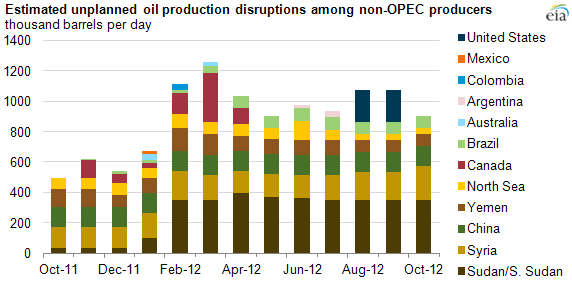 Estimated unplanned oil production disruptions among non-OPEC producers
thousand barrels per day
eia
1400
1200
1000
800
600
400
200
0
Oct-11
Dec-11
Feb-12
Apr-12
Jun-12
Aug-12
Oct-12
United States
Mexico
Colombia
Argentina
Australia
Brazil
Canada
North Sea
Yemen
China
Syria
Sudan/S. Sudan